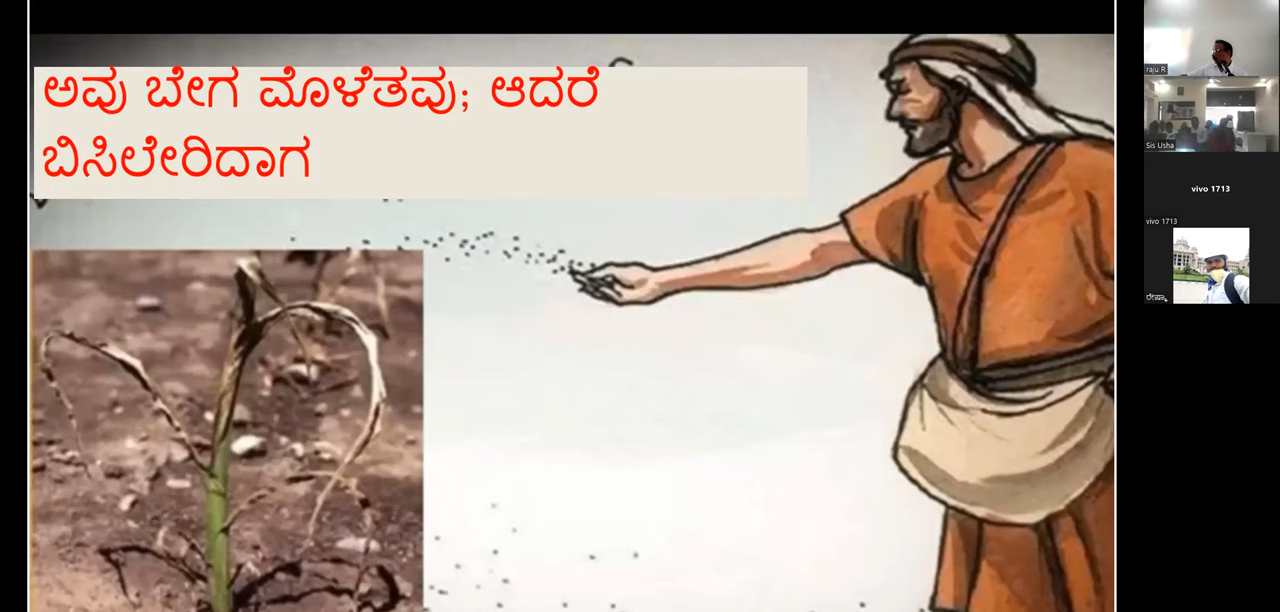 ಅವು ಬೇಗ ಮೊಳೆತವು; ಆದರೆ
ಬಿಸಿಲೇರಿದಾಗ
raju R
Sis Usha
vivo 1713
vivo 1713